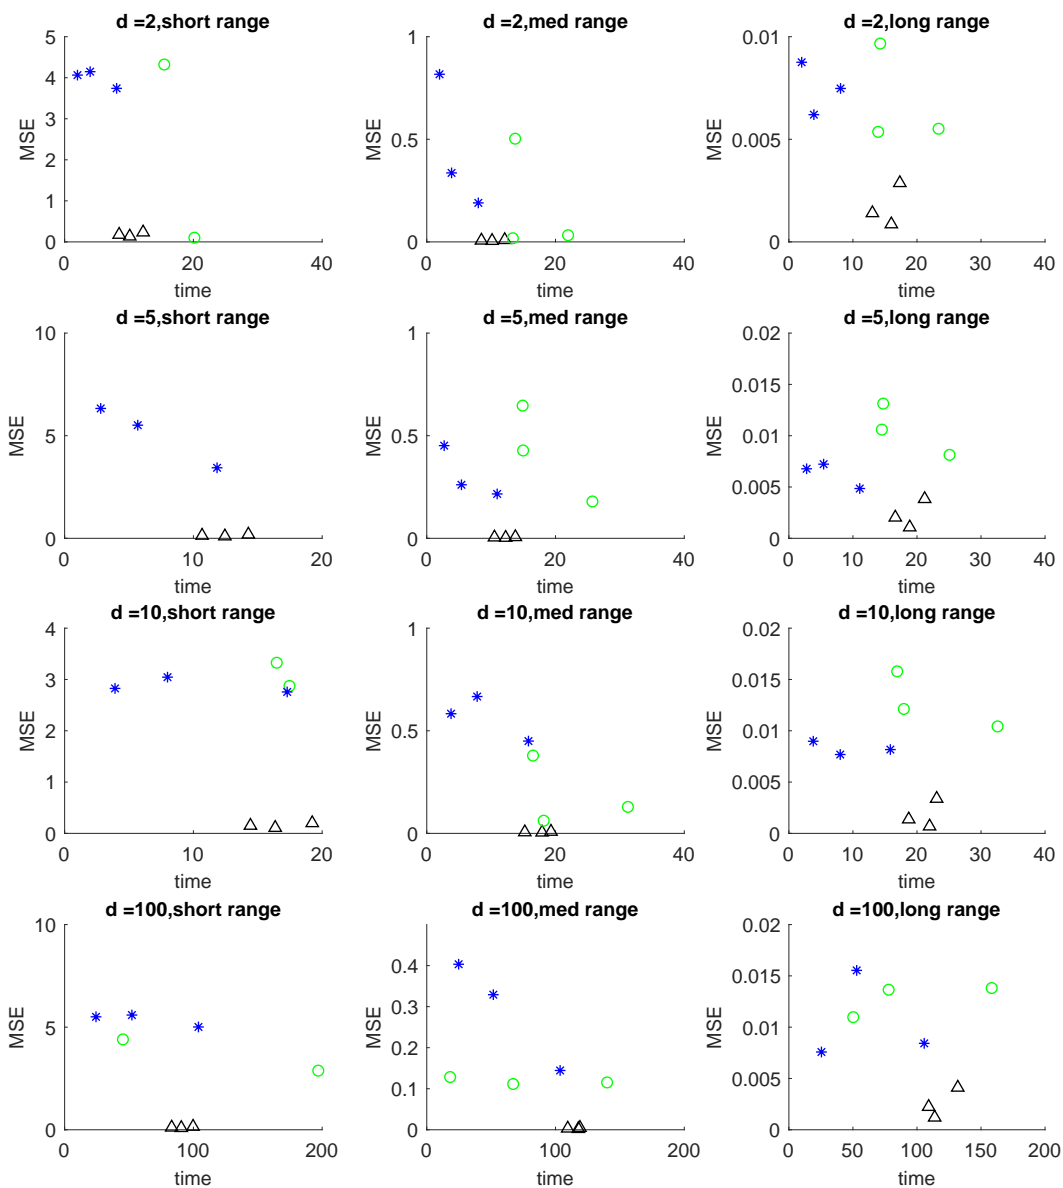 d =2,short range
5
4
3
2
1
0
MSE
0
20
40
time
d =2,med range
1
0.5
0
MSE
0
20
40
time
d =2,long range
0.01
0.005
0
MSE
0
10
20
30
40
time
d =5,short range
10
5
0
MSE
0
10
20
time
d =5,med range
1
0.5
0
MSE
0
20
40
time
d =5,long range
0.02
0.015
0.01
0.005
0
MSE
0
10
20
30
40
time
d =10,short range
4
3
2
1
0
MSE
0
10
20
time
d =10,med range
1
0.5
0
MSE
0
20
40
time
d =10,long range
0.02
0.015
0.01
0.005
0
MSE
0
10
20
30
40
time
d =100,short range
10
5
0
MSE
0
100
200
time
d =100,med range
0.4
0.3
0.2
0.1
0
MSE
0
100
200
time
d =100,long range
0.02
0.015
0.01
0.005
0
MSE
0
50
100
150
200
time